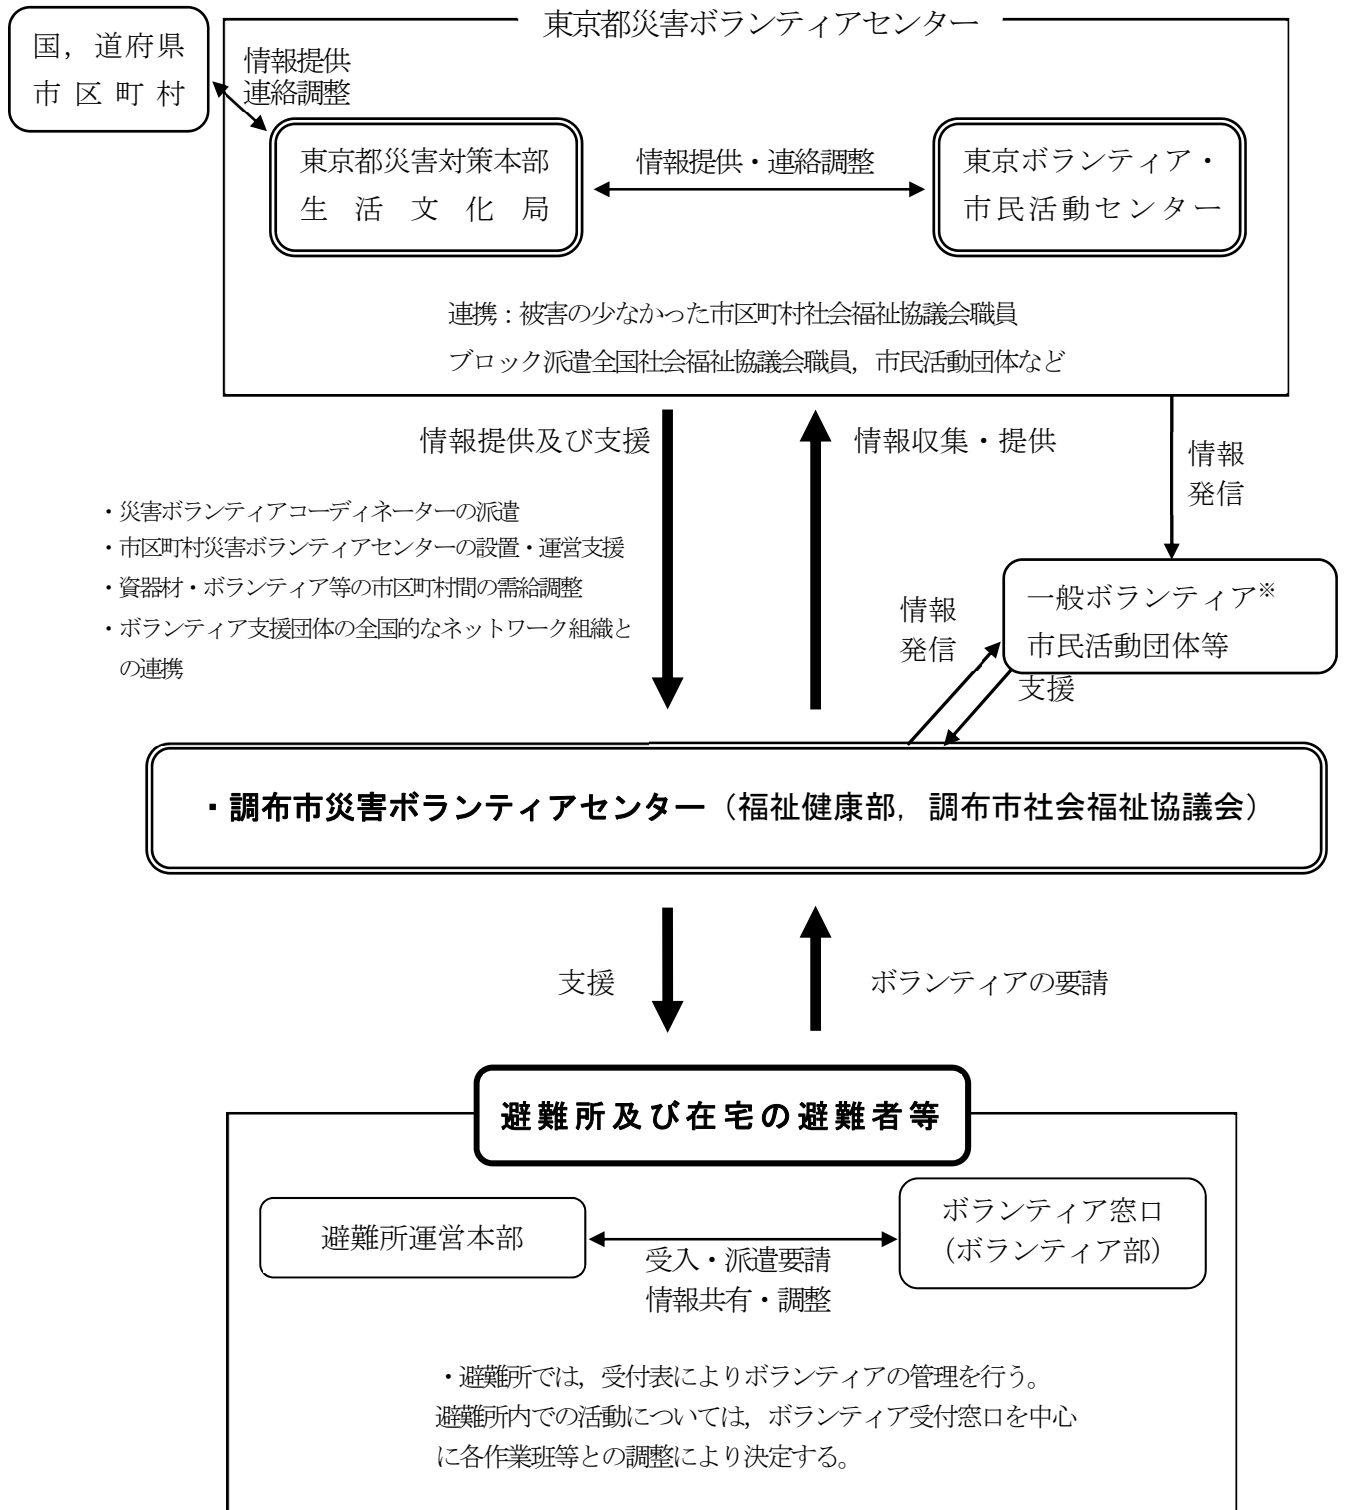 東京都災害ボランティアセンター
国，道府県
市区町村
情報提供
連絡調整
東京都災害対策本部
生活文化局
情報提供・連絡調整
東京ボランティア・
市民活動センター
連携：被害の少なかった市区町村社会福祉協議会職員
ブロック派遣全国社会福祉協議会職員，市民活動団体など
情報提供及び支援
情報収集・提供
情報
発信
・災害ボランティアコーディネーターの派遣
・市区町村災害ボランティアセンターの設置・運営支援
・資器材・ボランティア等の市区町村間の需給調整
・ボランティア支援団体の全国的なネットワーク組織と
の連携
情報
発信
一般ボランティア※
市民活動団体等
支援
・調布市災害ボランティアセンター（福祉健康部，調布市社会福祉協議会）
支援
ボランティアの要請
避難所及び在宅の避難者等
避難所運営本部
受入・派遣要請
情報共有・調整
ボランティア窓口
（ボランティア部）
・避難所では，受付表によりボランティアの管理を行う。
避難所内での活動については，ボランティア受付窓口を中心
に各作業班等との調整により決定する。